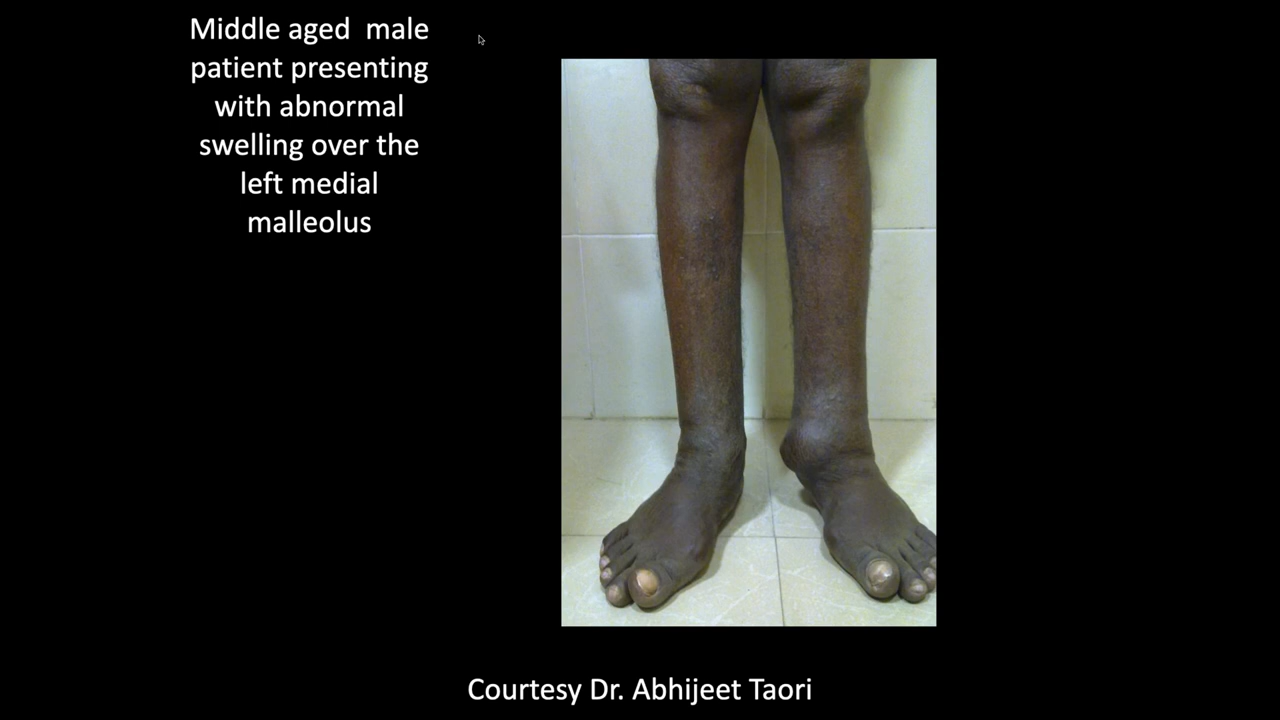 Middle aged  male
patient presenting
with abnormal
swelling over the
left medial
malleolus
Courtesy Dr. Abhijeet Taori